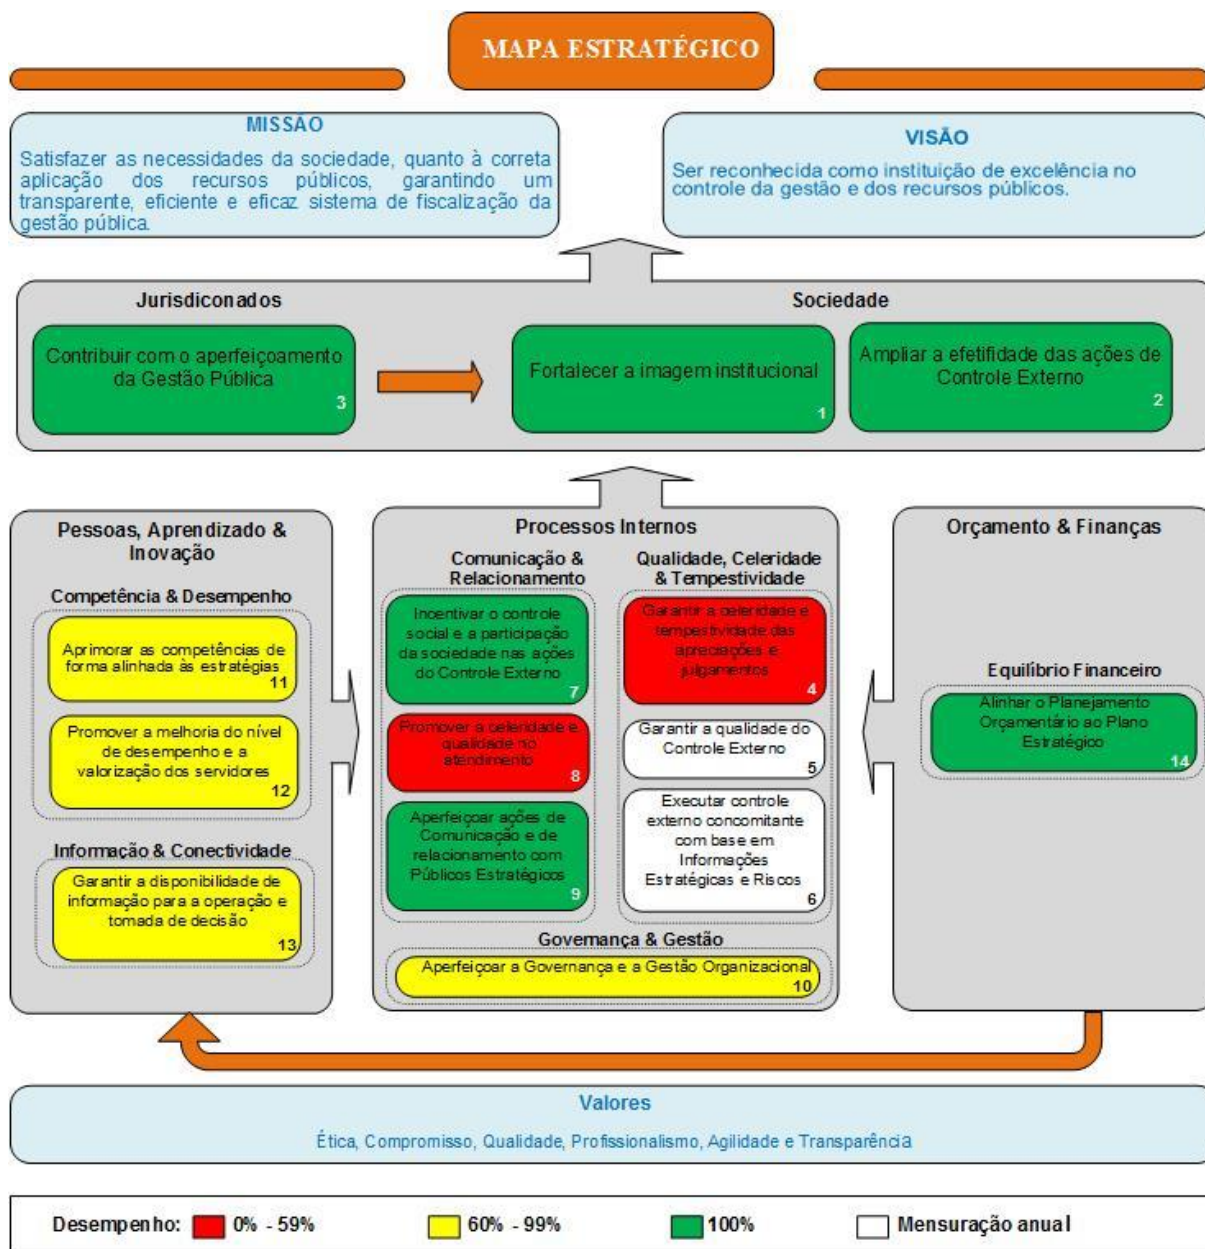 MAPA ESTRATÉGICO
MISSÃO
Satisfazer as necessidades da sociedade, quanto à correta
aplicação dos recursos públicos, garantindo um
transparente, eficiente e eficaz sistema de fiscalização da
gestão pública.
VISÃO
Ser reconhecida como instituição de excelência no
controle da gestão e dos recursos públicos.
Jurisdiconados
Sociedade
Contribuir com o aperfeiçoamento
da Gestão Pública
3
Fortalecer a imagem institucional
1
Ampliar a efetifidade das ações de
Controle Externo
2
Pessoas, Aprendizado &
Inovação
Competência & Desempenho
Aprimorar as competências de
forma alinhada às estratégias
11
Promover a melhoria do nível
de desempenho e a
valorização dos servidores
12
Informação & Conectividade
Garantir a disponibilidade de
informação para a operação e
tomada de decisão
13
Processos Internos
Comunicação &
Relacionamento
Incentivar o controle
social e a participação
da sociedade nas ações
do Controle Externo
7
Promover a celeridade e
qualidade no
atendimento
8
Aperfeiçoar ações de
Comunicação e de
relacionamento com
Públicos Estratégicos
9
Qualidade, Celeridade
& Tempestividade
Garantir a celeridade e
tempestividade das
apreciações e
julgamentos
4
Garantir a qualidade do
Controle Externo
5
Executar controle
externo concomitante
com base em
Informações
Estratégicas e Riscos
6
Governança & Gestão
Aperfeiçoar a Governança e a Gestão Organizacional
10
Orçamento & Finanças
Equilíbrio Financeiro
Alinhar o Planejamento
Orçamentário ao Plano
Estratégico
14
Valores
Ética, Compromisso, Qualidade, Profissionalismo, Agilidade e Transparência
Desempenho: 0% - 59% 60% - 99% 100% Mensuração anual